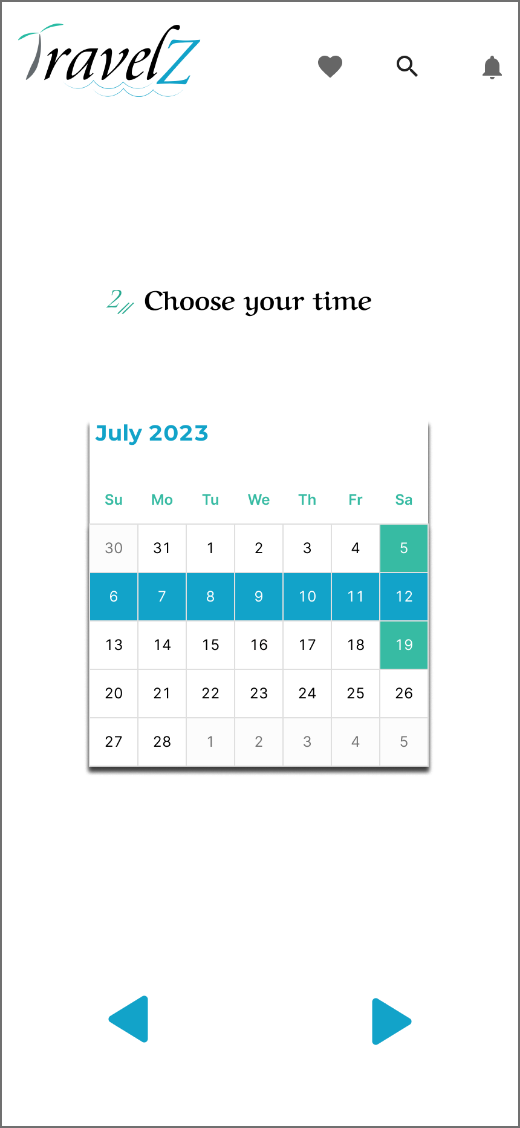 TravelZ
2// Choose your time
July 2023
Su Mo Tu We Th Fr Sa
30 31 1 2 3 4 5
6 7 8 9 10 11 12
13 14 15 16 17 18 19
20 21 22 23 24 25 26
27 28 1 2 3 4 5